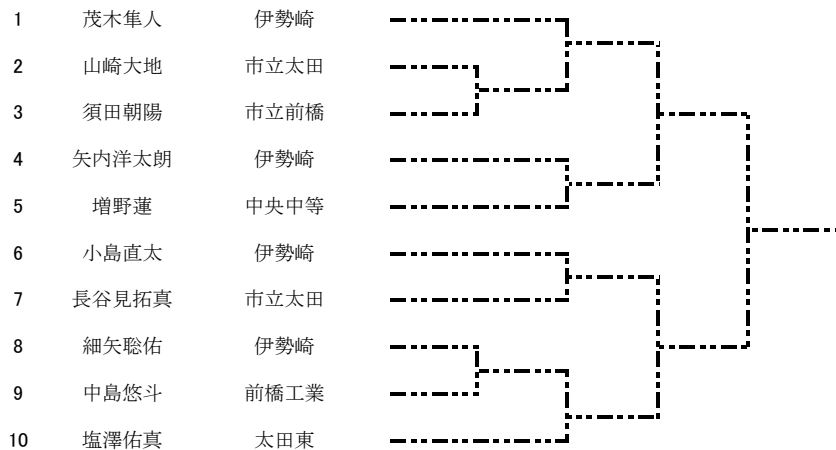 1 茂木隼人 伊勢崎
2 山崎大地 市立太田
3 須田朝陽 市立前橋
4 矢内洋太朗 伊勢崎
5 増野蓮 中央中等
6 小島直太 伊勢崎
7 長谷見拓真 市立太田
8 細矢聡佑 伊勢崎
9 中島悠斗 前橋工業
10 塩澤佑真 太田東